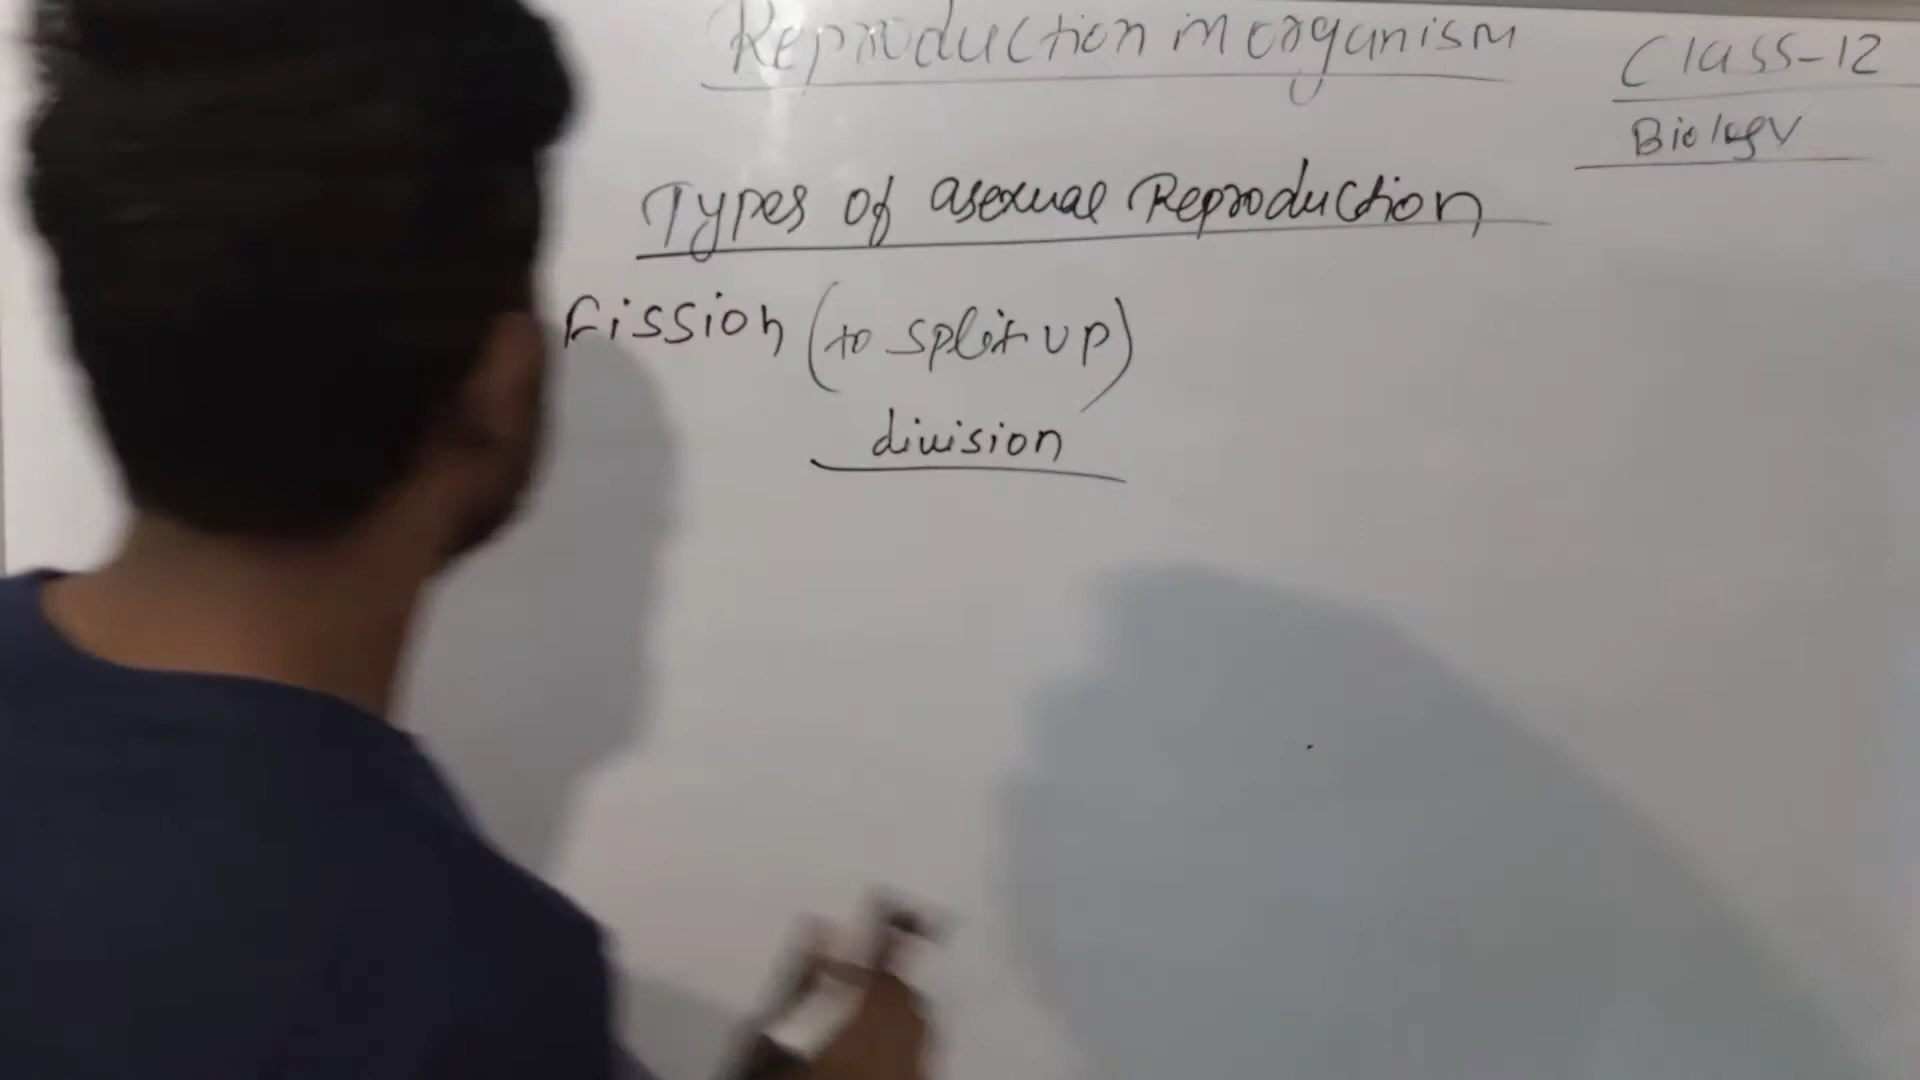 Reproduction in organism
Class-12
Biology
Types of asexual Reproduction
Fission (to split up)
division